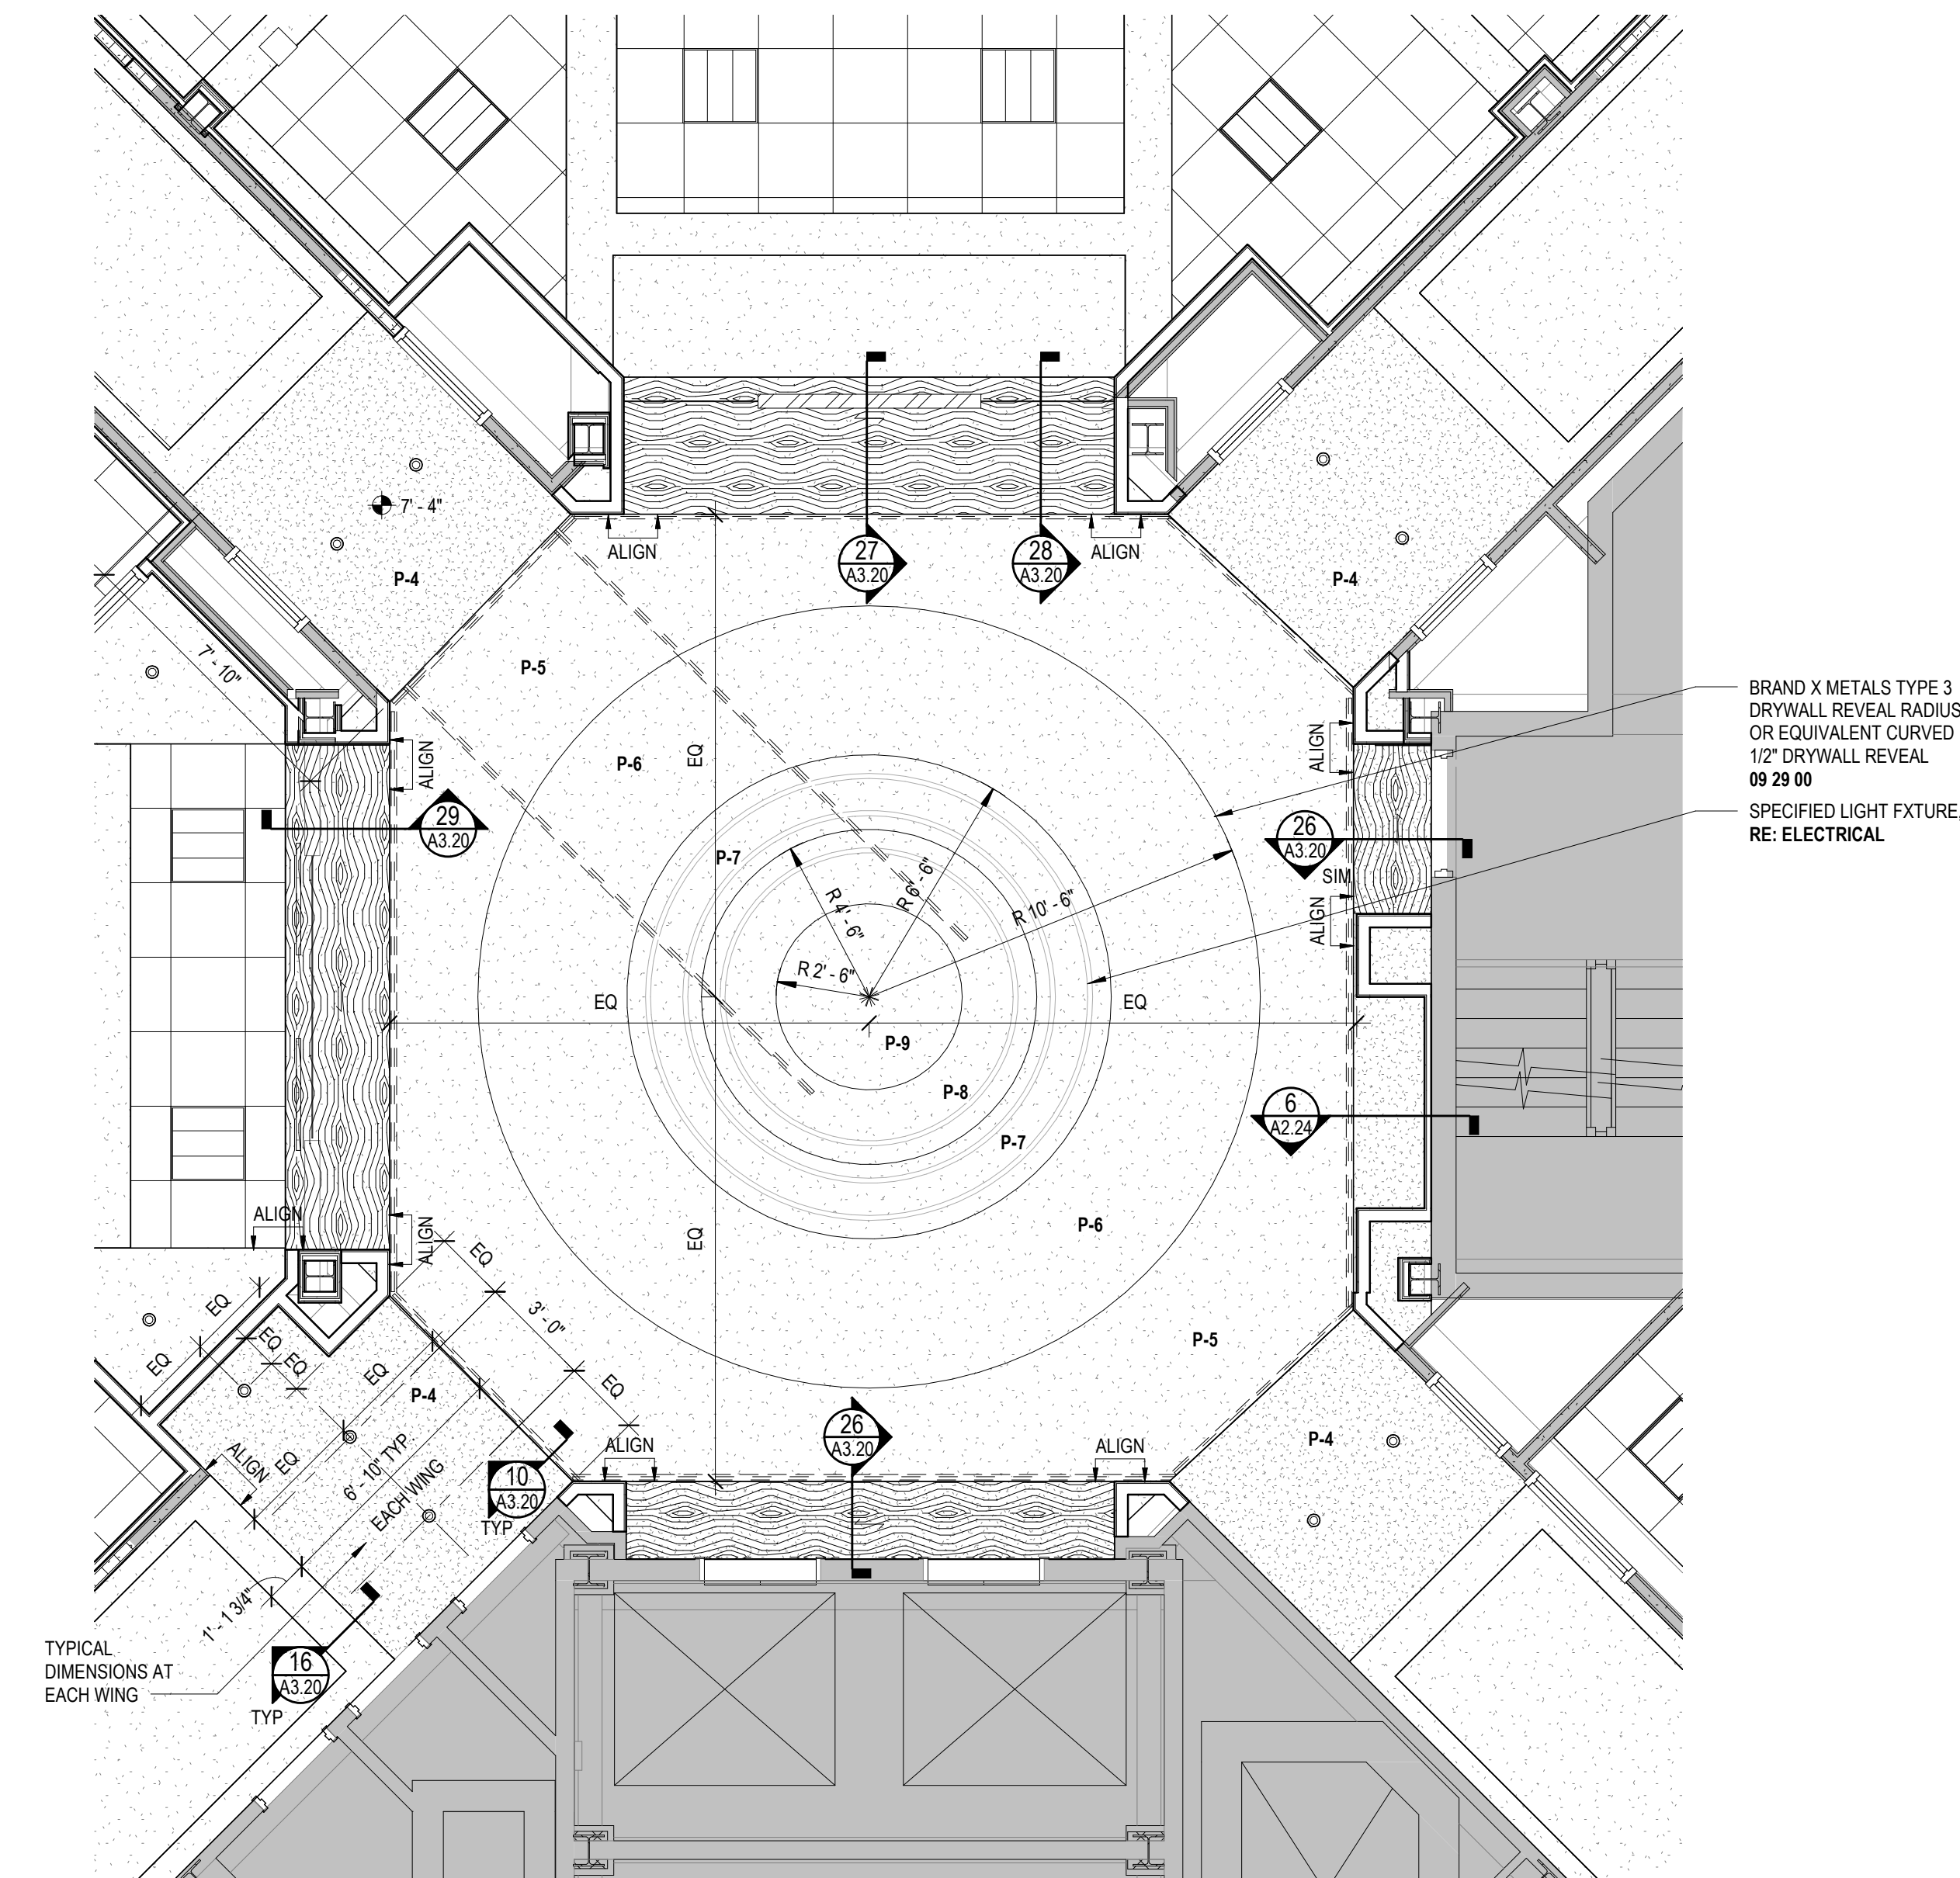 27
A3.20
28
A3.20
ALIGN
ALIGN
7' - 4"
P-4
P-4
P-5
7' - 10"
P-6
EQ
ALIGN
ALIGN
BRAND X METALS TYPE 3
DRYWALL REVEAL RADIUS
OR EQUIVALENT CURVED
1/2" DRYWALL REVEAL
09 29 00
SPECIFIED LIGHT FXTURE,
RE: ELECTRICAL
29
A3.20
26
A3.20
SIM
ALIGN
P-7
R 4' - 6"
R 6' - 6"
R 10' - 6"
R 2' - 6"
EQ
EQ
P-9
P-8
P-7
6
A2.24
P-6
EQ
ALIGN
ALIGN
EQ
3' - 0"
EQ
P-5
EQ
EQ
EQ
EQ
EQ
P-4
ALIGN
EQ
6' - 10" TYP.
EACH WING
10
A3.20
TYP
ALIGN
26
A3.20
ALIGN
P-4
1' - 1 3/4"
TYPICAL
DIMENSIONS AT
EACH WING
16
A3.20
TYP